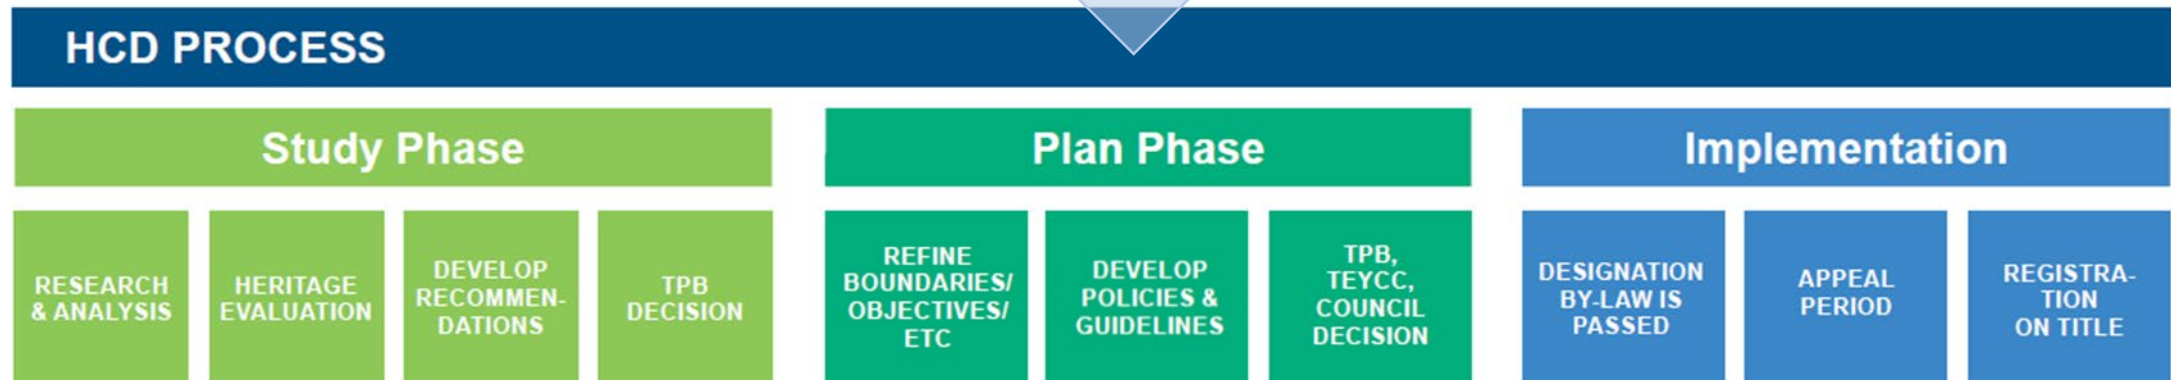 HCD PROCESS
Study Phase
Plan Phase
Implementation
RESEARCH
& ANALYSIS
HERITAGE
EVALUATION
DEVELOP
RECOMMEN-
DATIONS
TPB
DECISION
REFINE
BOUNDARIES/
OBJECTIVES/
ETC
DEVELOP
POLICIES &
GUIDELINES
TPB,
TEYCC,
COUNCIL
DECISION
DESIGNATION
BY-LAW IS
PASSED
APPEAL
PERIOD
REGISTRA-
TION
ON TITLE